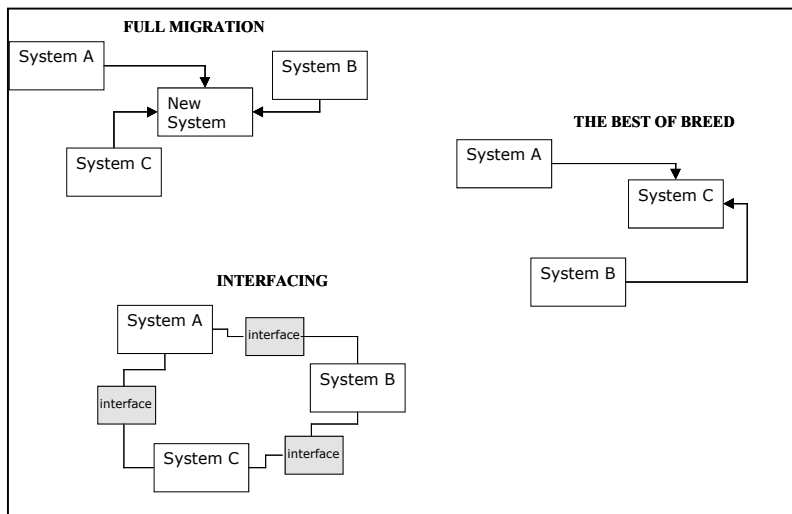 FULL MIGRATION
System A
System B
New
System
System C
THE BEST OF BREED
System A
System C
System B
INTERFACING
System A
interface
System B
interface
System C
interface